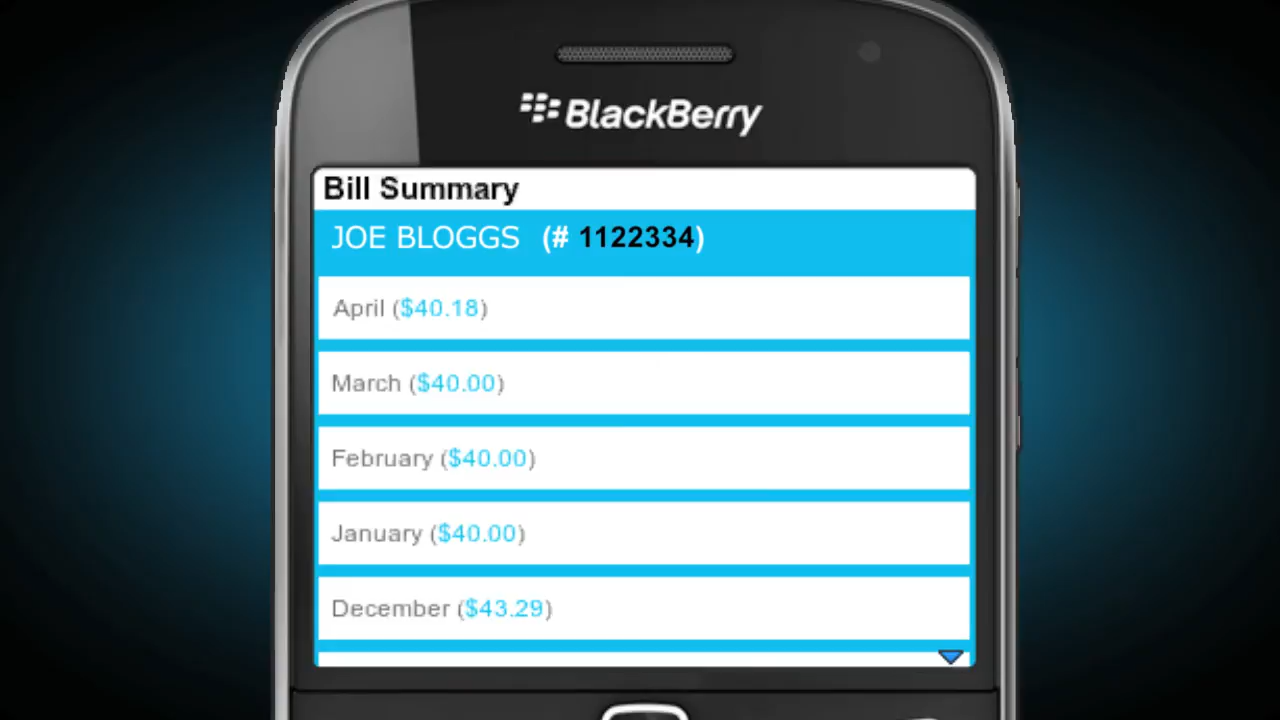 BlackBerry
Bill Summary
JOE BLOGGS (# 1122334)
April ($40.18)
March ($40.00)
February ($40.00)
January ($40.00)
December ($43.29)